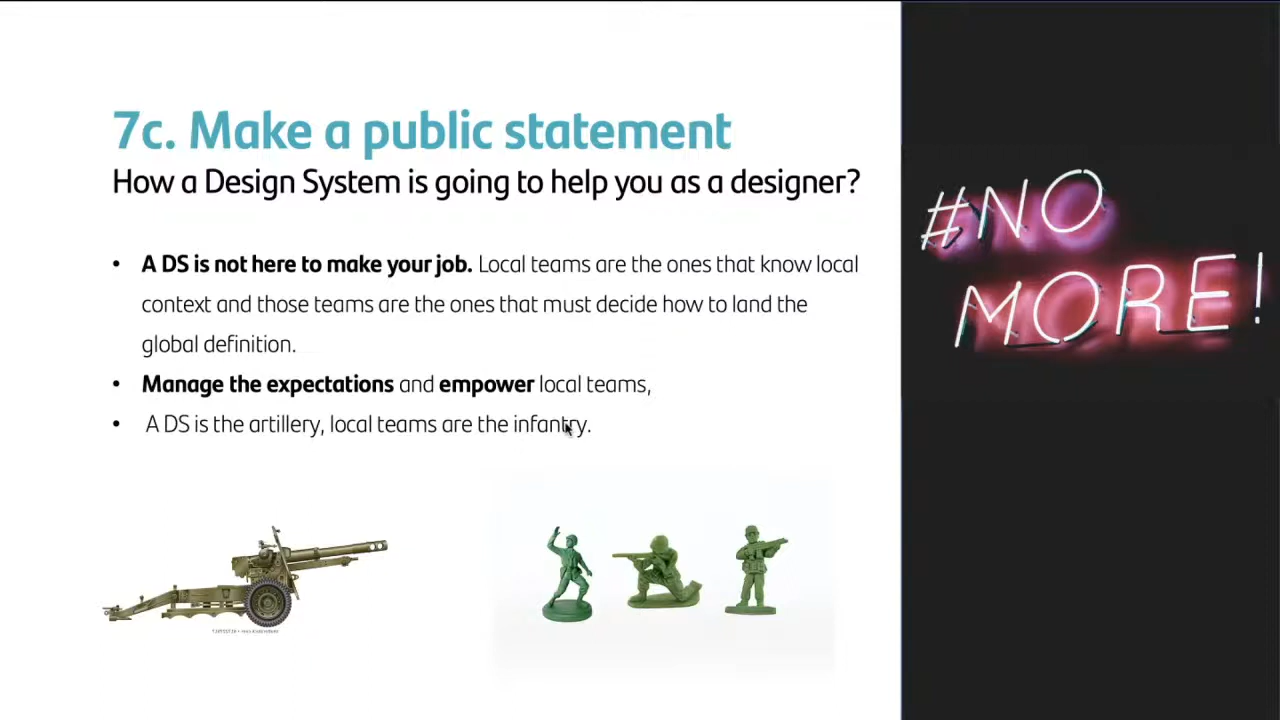 7c. Make a public statement
How a Design System is going to help you as a designer?
• A DS is not here to make your job. Local teams are the ones that know local
context and those teams are the ones that must decide how to land the
global definition.
• Manage the expectations and empower local teams,
• A DS is the artillery, local teams are the infantry.
#NO
MORE!